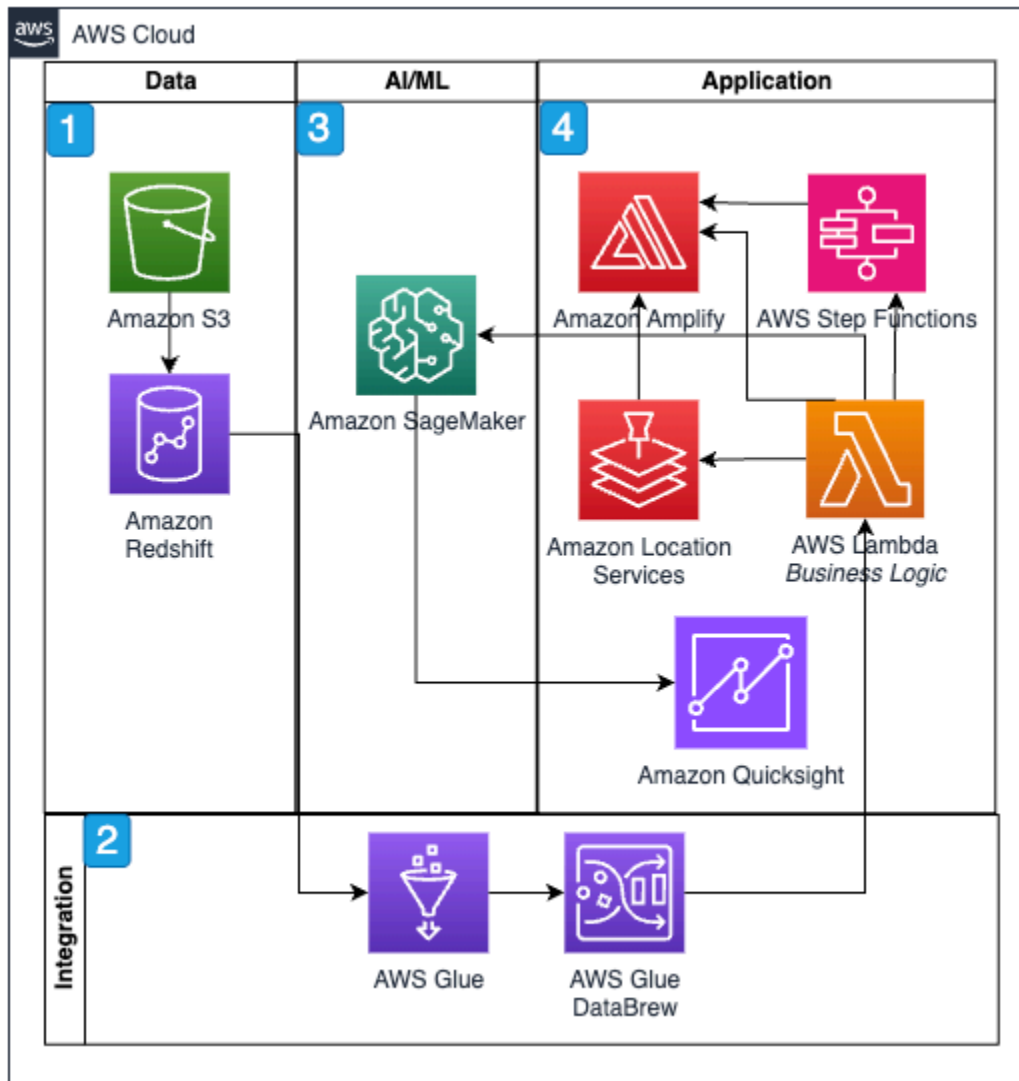 aws
AWS Cloud
Data
AI/ML
Application
1
3
4
Amazon S3
Amazon
Redshift
Amazon SageMaker
Amazon Amplify
AWS Step Functions
Amazon Location
Services
AWS Lambda
Business Logic
Amazon Quicksight
Integration
2
AWS Glue
AWS Glue
DataBrew